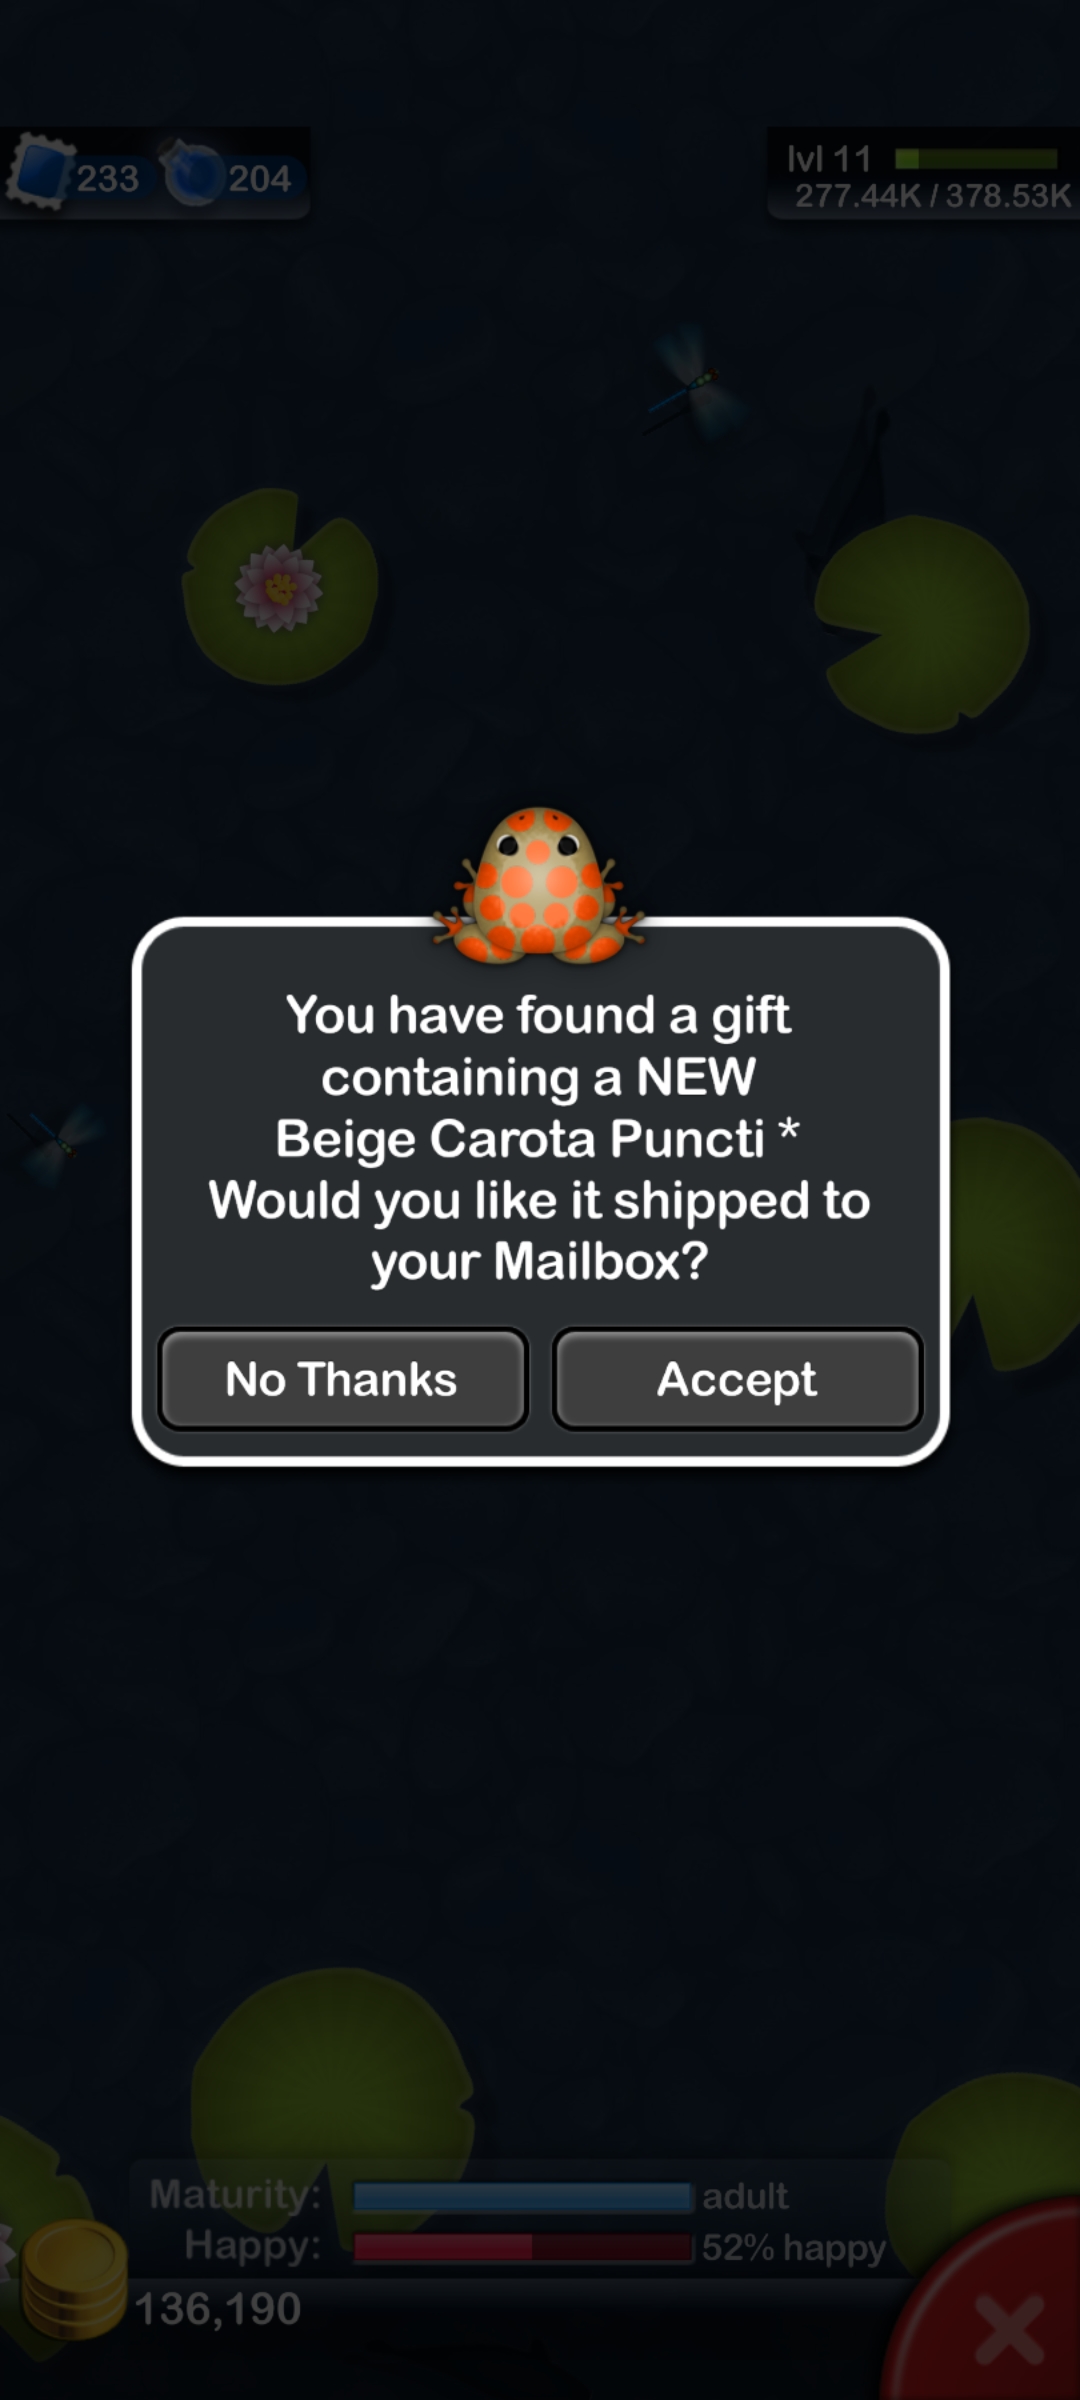 233 204
lvl 11
277.44K / 378.53K
You have found a gift
containing a NEW
Beige Carota Puncti *
Would you like it shipped to
your Mailbox?
No Thanks Accept
Maturity: adult
Happy: 52% happy
136,190